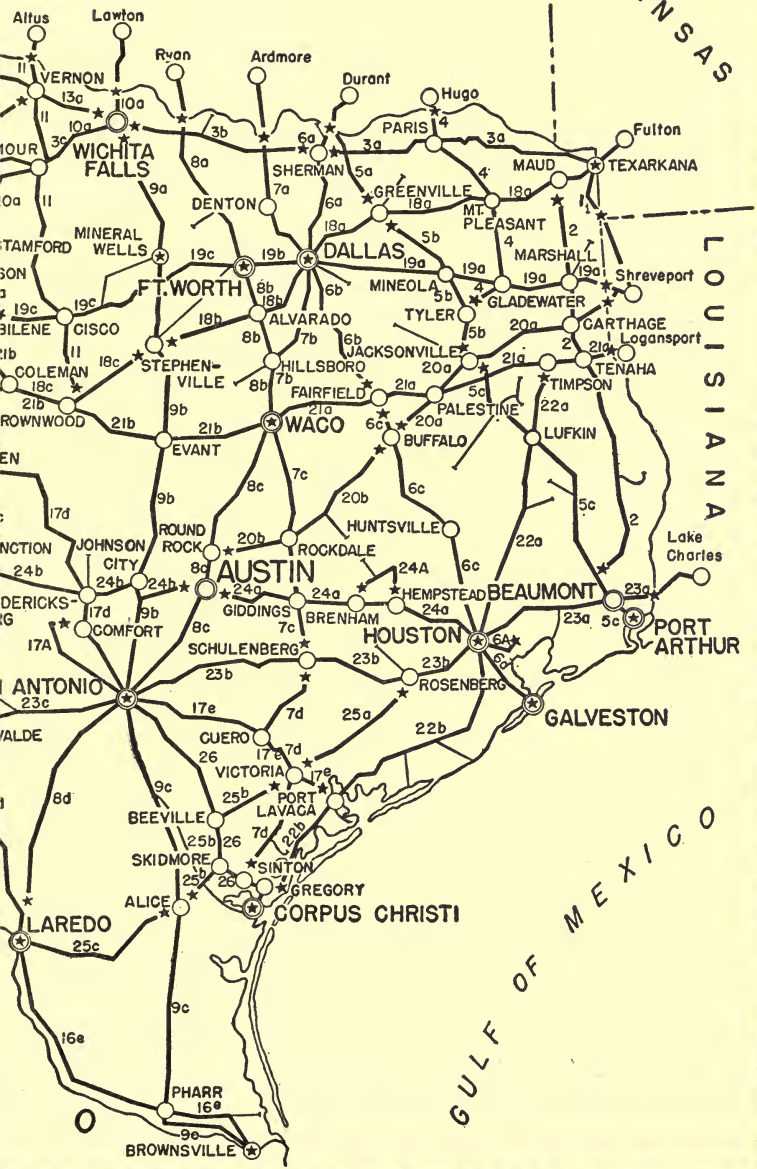 NSAS
Altus
Lawton
Ryan
Ardmore
Durant
Hugo
Fulton
11
VERNON
13a
10a
11
10a
3c
MOUR
WICHITA
FALLS
3b
8a
6a
SHERMAN
3a
5a
PARIS
4
3a
MAUD
TEXARKANA
10a
11
9a
DENTON
7a
6a
GREENVILLE
18a
18a
4
MT.
PLEASANT
18a
1
STAMFORD
MINERAL
WELLS
19c
19b
DALLAS
5b
4
MARSHALL
2
SON
FT. WORTH
19a
MINEOLA
19a
19a
19a
Shreveport
LOUISIANA
19c
19c
BILENE
CISCO
8b
18b
18b
ALVARADO
6b
5b
TYLER
4
GLADEWATER
20a
CARTHAGE
Logansport
21b
COLEMAN
11
18c
18c
STEPHEN-
VILLE
8b
7b
HILLSBORO
6b
JACKSONVILLE
5b
20a
21a
2
21a
TENAHA
TIMPSON
21b
ROWNWOOD
21b
9b
21b
8b
7b
WACO
FAIRFIELD
21a
21a
20a
PALESTINE
5c
22a
EVANT
6c
BUFFALO
LUFKIN
EN
17d
9b
8c
7c
20b
6c
5c
22a
2
NCTION
JOHNSON
CITY
ROUND
ROCK
20b
ROCKDALE
HUNTSVILLE
Lake
Charles
24b
24b
24b
8c
AUSTIN
24A
6c
HEMPSTEAD
BEAUMONT
23a
DERICKS-
RG
17d
9b
24a
GIDDINGS
24a
BRENHAM
24a
23a
5c
PORT
ARTHUR
17A
COMFORT
8c
7c
SCHULENBERG
HOUSTON
6A
23b
23b
23b
ROSENBERG
6d
N ANTONIO
23c
17e
7d
25a
GALVESTON
VALDE
CUERO
22b
8d
9c
26
17e
7d
VICTORIA
17e
PORT
LAVACA
25b
BEEVILLE
25b
26
7d
22b
SKIDMORE
SINTON
25b
26
GREGORY
ALICE
CORPUS CHRISTI
LAREDO
25c
GULF OF MEXICO
9c
16e
PHARR
16e
O
9c
BROWNSVILLE